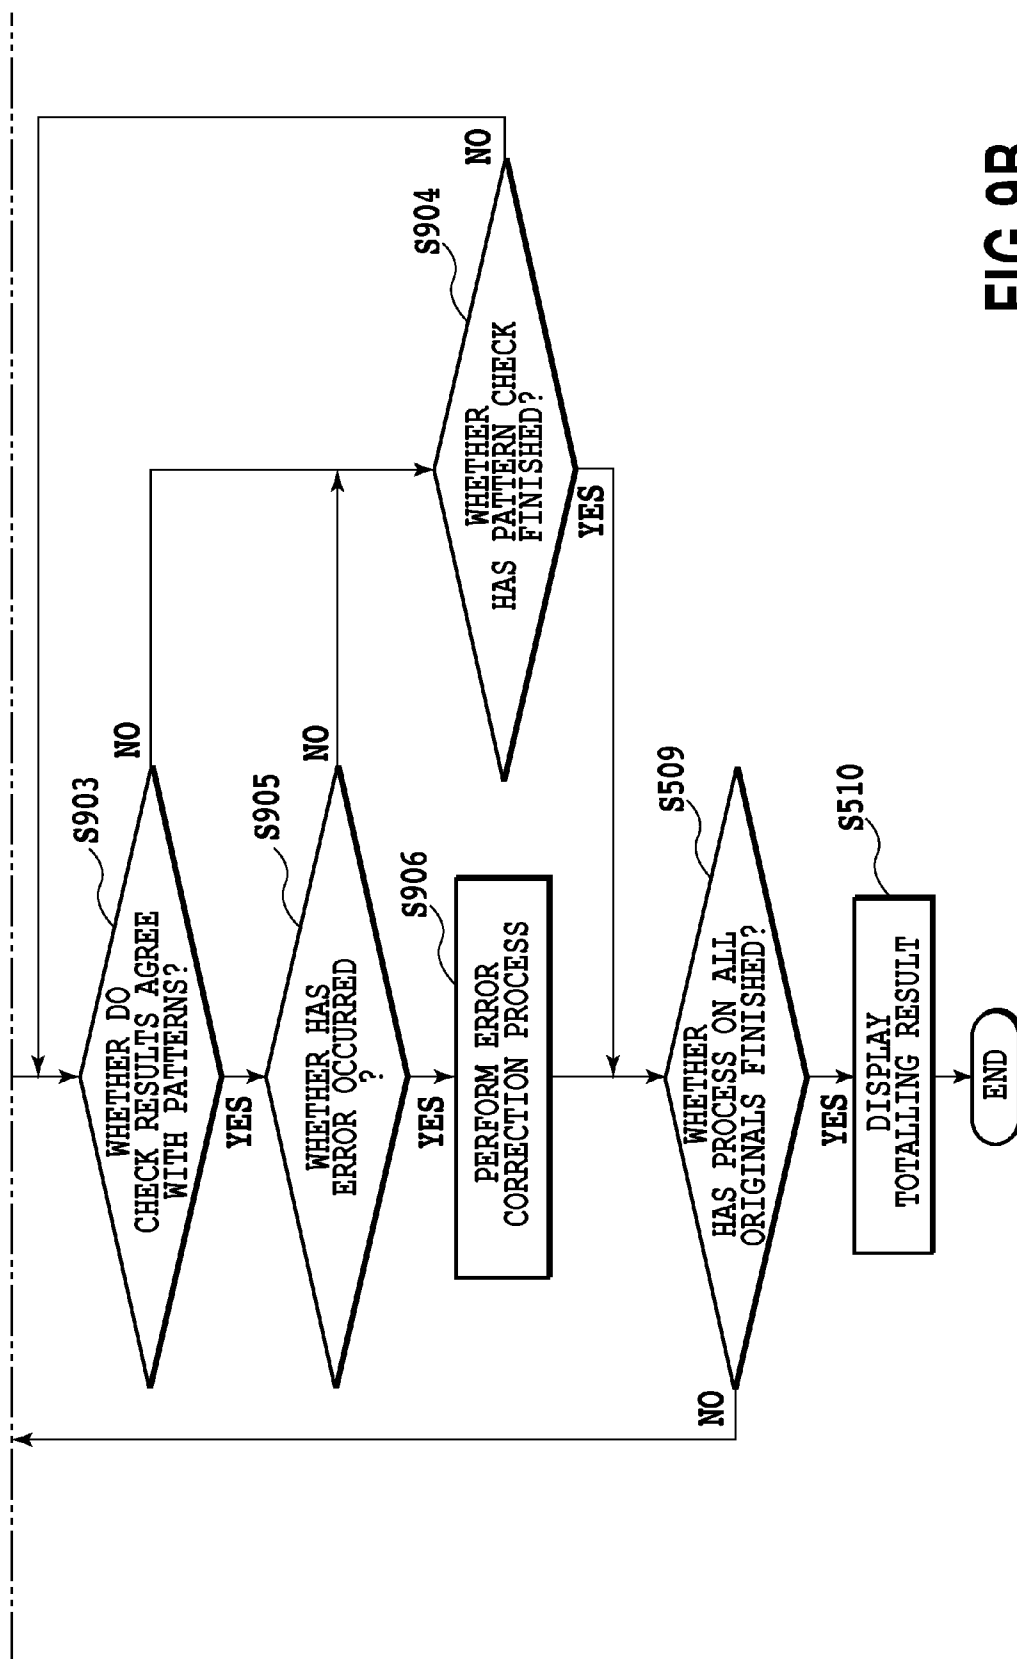 S903
WHETHER DO
CHECK RESULTS AGREE
WITH PATTERNS?
NO
YES
S905
WHETHER HAS
ERROR OCCURRED
?
NO
YES
S906
PERFORM ERROR
CORRECTION PROCESS
S904
WHETHER
HAS PATTERN CHECK
FINISHED?
NO
YES
S509
WHETHER
HAS PROCESS ON ALL
ORIGINALS FINISHED?
NO
YES
S510
DISPLAY
TOTALLING RESULT
END
FIG.9B